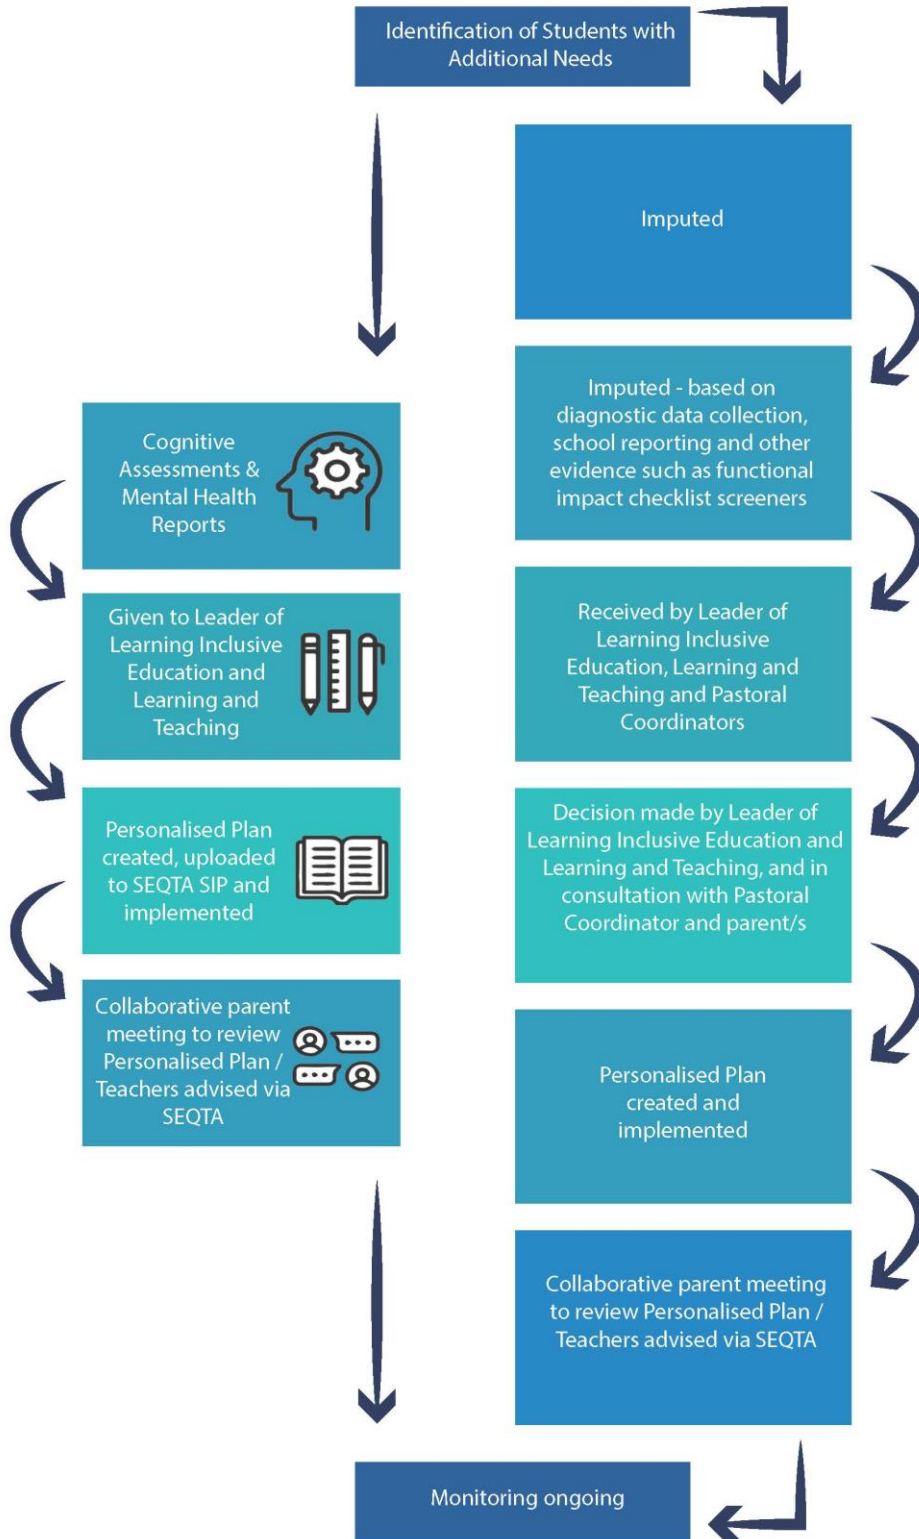 Identification of Students with
Additional Needs
Cognitive
Assessments &
Mental Health
Reports
Given to Leader of
Learning Inclusive
Education and
Learning and
Teaching
Personalised Plan
created, uploaded
to SEQTA SIP and
implemented
Collaborative parent
meeting to review
Personalised Plan /
Teachers advised via
SEQTA
Imputed
Imputed - based on
diagnostic data collection,
school reporting and other
evidence such as functional
impact checklist screeners
Received by Leader of
Learning Inclusive
Education, Learning and
Teaching and Pastoral
Coordinators
Decision made by Leader of
Learning Inclusive Education and
Learning and Teaching, and in
consultation with Pastoral
Coordinator and parent/s
Personalised Plan
created and
implemented
Collaborative parent meeting
to review Personalised Plan /
Teachers advised via SEQTA
Monitoring ongoing